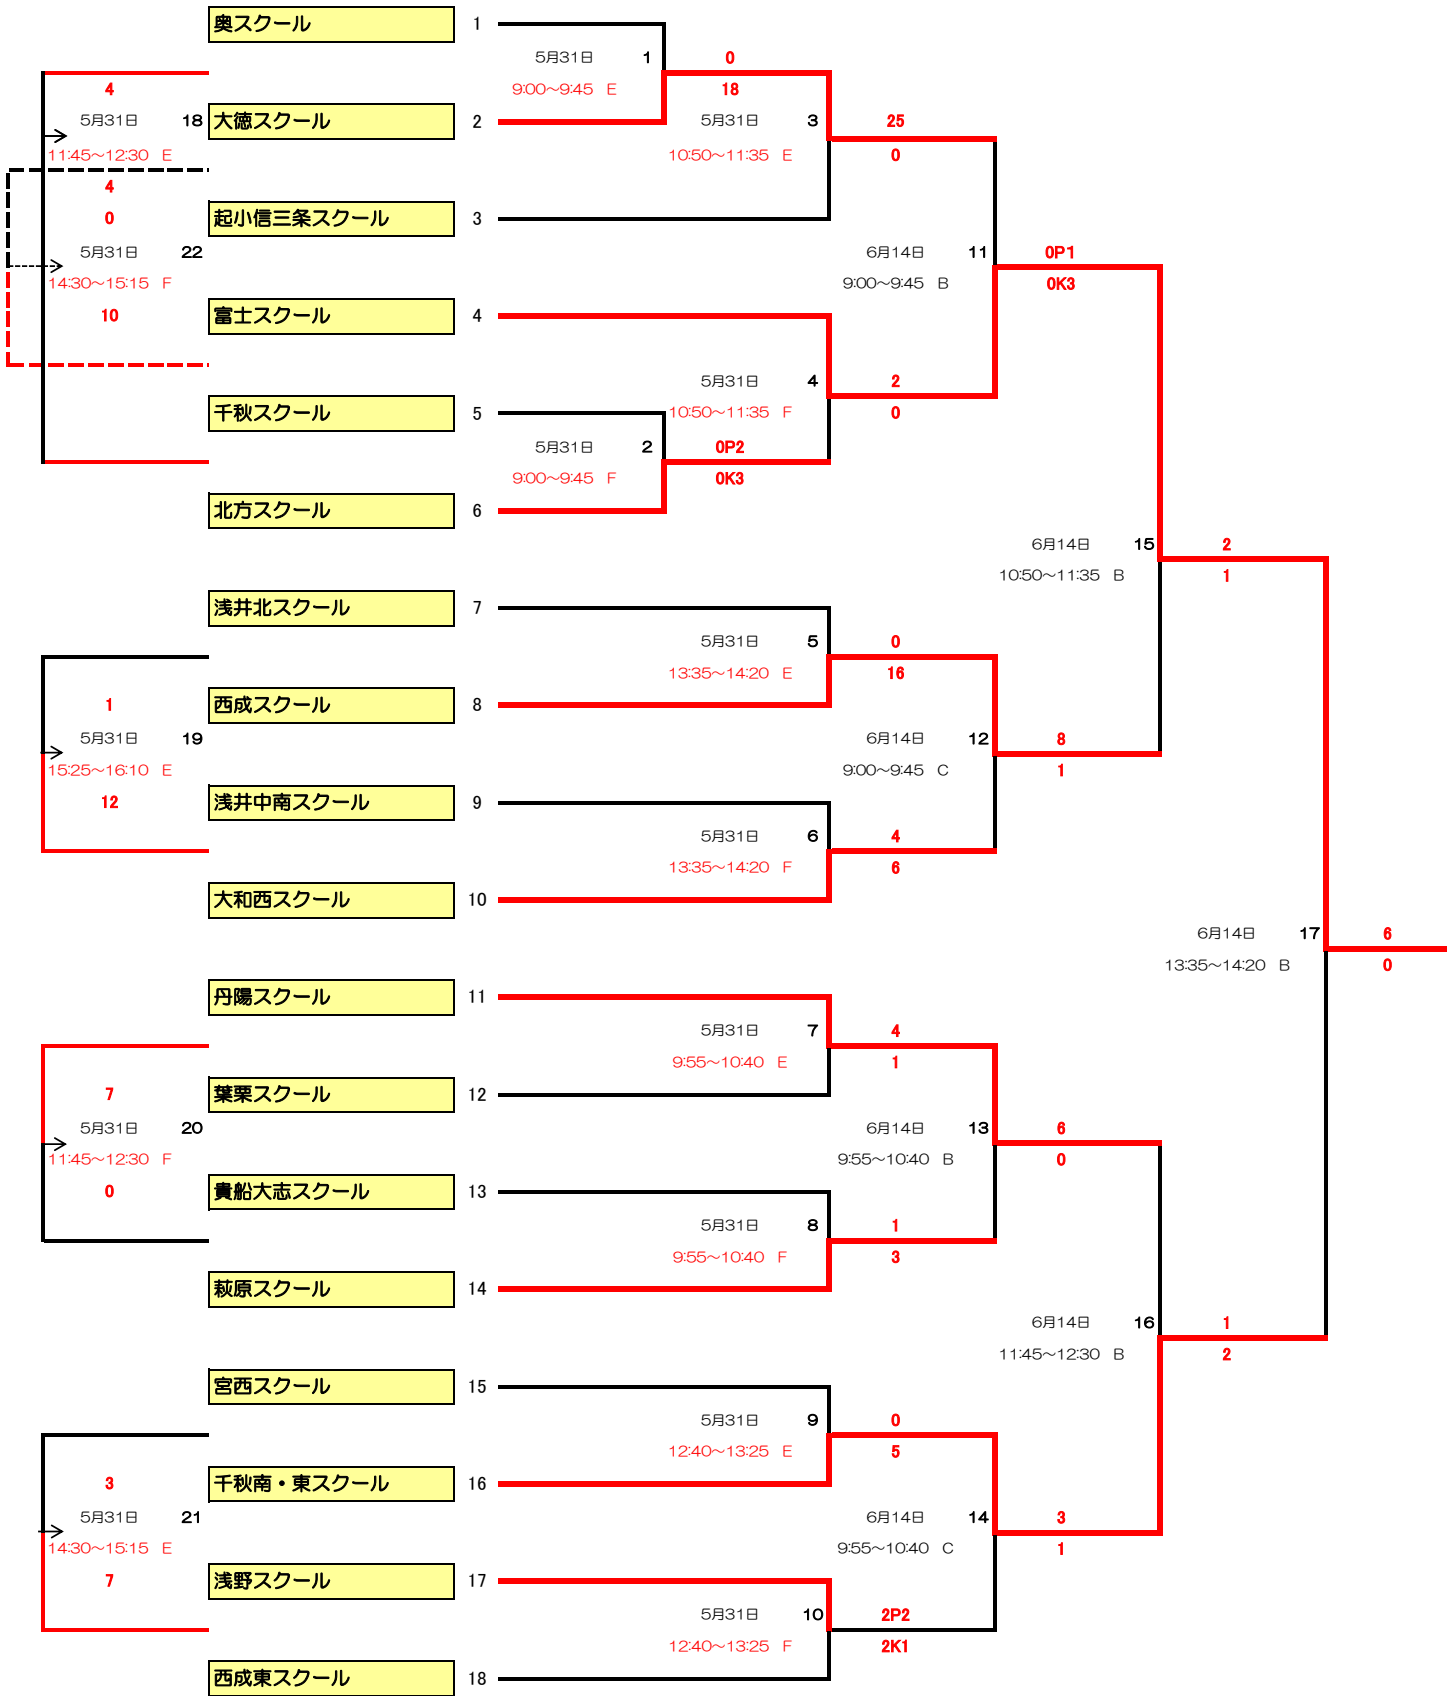 奥スクール 1
5月31日 1 0
4 9:00～9:45 E 18
5月31日 18 大徳スクール 2 5月31日 3 25
11:45～12:30 E 10:50～11:35 E 0
4
0 起小信三条スクール 3
5月31日 22 6月14日 11 0P1
14:30～15:15 F 9:00～9:45 B 0K3
10 富士スクール 4
5月31日 4 2
千秋スクール 5 10:50～11:35 F 0
5月31日 2 0P2
9:00～9:45 F 0K3
北方スクール 6
6月14日 15 2
10:50～11:35 B 1
浅井北スクール 7
5月31日 5 0
13:35～14:20 E 16
1 西成スクール 8
5月31日 19 6月14日 12 8
15:25～16:10 E 9:00～9:45 C 1
12 浅井中南スクール 9
5月31日 6 4
13:35～14:20 F 6
大和西スクール 10
6月14日 17 6
13:35～14:20 B 0
丹陽スクール 11
5月31日 7 4
9:55～10:40 E 1
7 葉栗スクール 12
5月31日 20 6月14日 13 6
11:45～12:30 F 9:55～10:40 B 0
0 貴船大志スクール 13
5月31日 8 1
9:55～10:40 F 3
萩原スクール 14
6月14日 16 1
11:45～12:30 B 2
宮西スクール 15
5月31日 9 0
12:40～13:25 E 5
3 千秋南・東スクール 16
5月31日 21 6月14日 14 3
14:30～15:15 E 9:55～10:40 C 1
7 浅野スクール 17
5月31日 10 2P2
12:40～13:25 F 2K1
西成東スクール 18